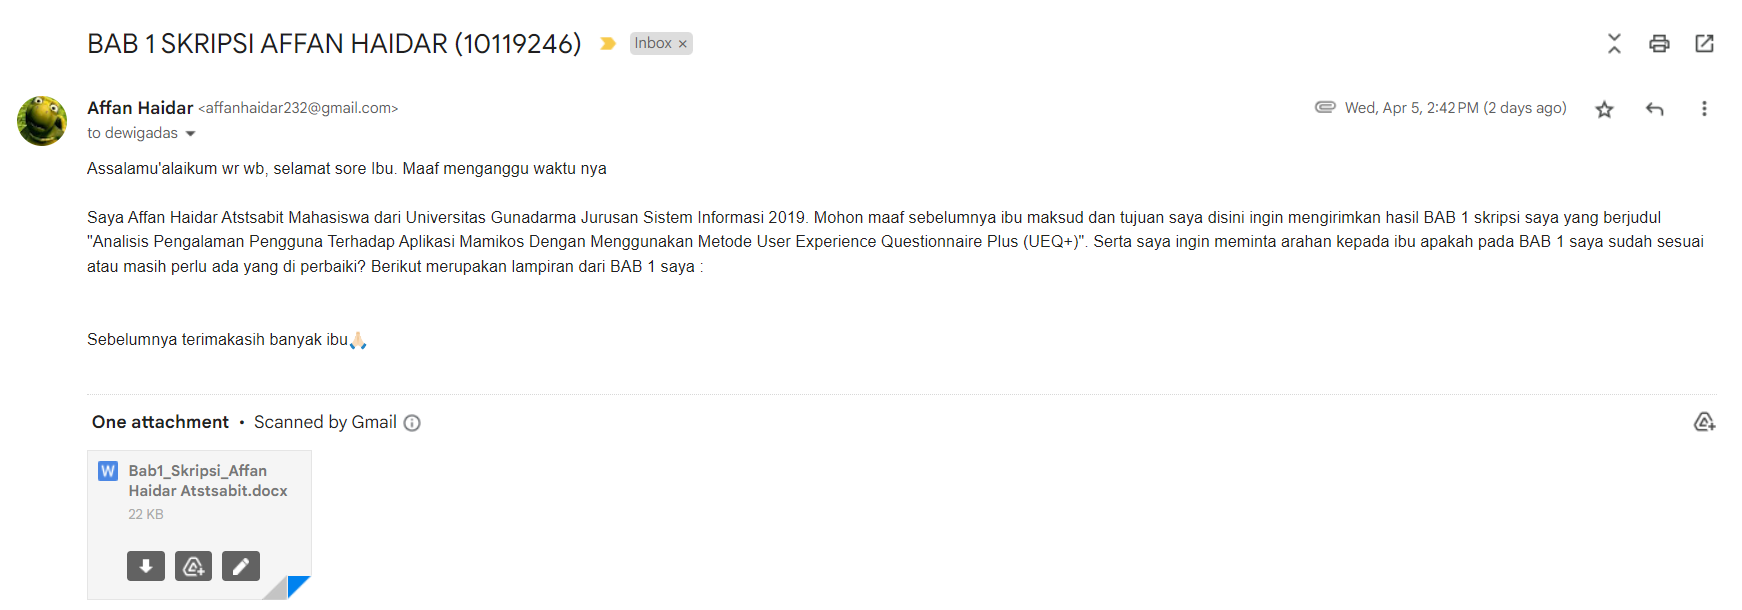 BAB 1 SKRIPSI AFFAN HAIDAR (10119246) Inbox ×
Affan Haidar <affanhaidar232@gmail.com> Wed, Apr 5, 2:42 PM (2 days ago)
to dewigadas
Assalamu'alaikum wr wb, selamat sore Ibu. Maaf menganggu waktu nya
Saya Affan Haidar Atstsabit Mahasiswa dari Universitas Gunadarma Jurusan Sistem Informasi 2019. Mohon maaf sebelumnya ibu maksud dan tujuan saya disini ingin mengirimkan hasil BAB 1 skripsi saya yang berjudul
"Analisis Pengalaman Pengguna Terhadap Aplikasi Mamikos Dengan Menggunakan Metode User Experience Questionnaire Plus (UEQ+)". Serta saya ingin meminta arahan kepada ibu apakah pada BAB 1 saya sudah sesuai
atau masih perlu ada yang di perbaiki? Berikut merupakan lampiran dari BAB 1 saya :
Sebelumnya terimakasih banyak ibu🙏🏻
One attachment • Scanned by Gmail
W Bab1_Skripsi_Affan
Haidar Atstsabit.docx
22 KB